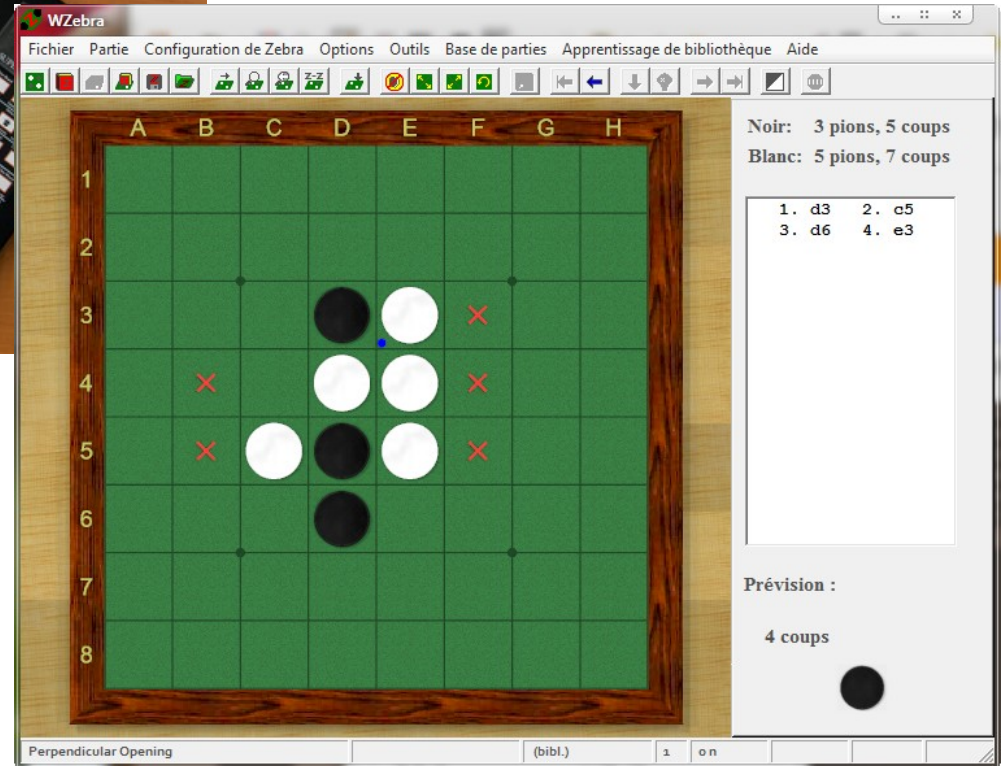 WZebra
Fichier Partie Configuration de Zebra Options Outils Base de parties Apprentissage de bibliothèque Aide
Z-Z
A B C D E F G H
1
2
3
4
5
6
7
8
Noir: 3 pions, 5 coups
Blanc: 5 pions, 7 coups
1. d3 2. c5
3. d6 4. e3
Prévision :
4 coups
Perpendicular Opening (bibl.) 1 o n